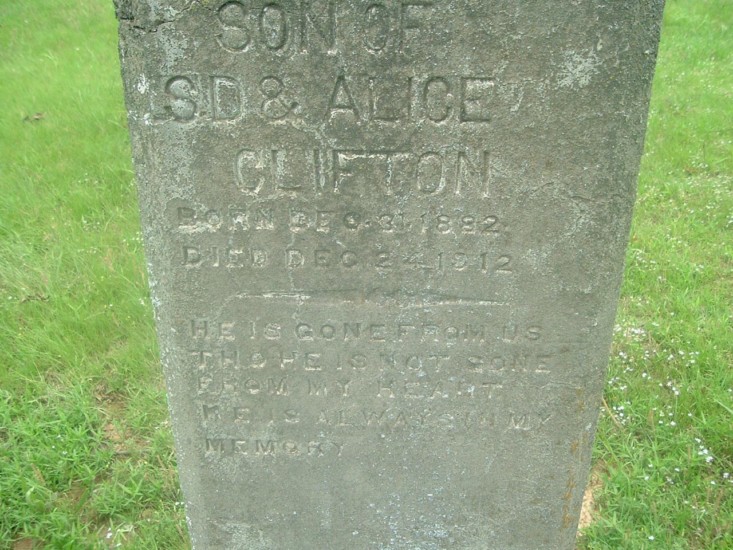 SON OF
S.D & ALICE
CLIFTON
BORN DEC. 31, 1892.
DIED DEC 24, 1912
HE IS GONE FROM US
THO HE IS NOT GONE
FROM MY HEART
HE IS ALWAYS IN MY
MEMORY